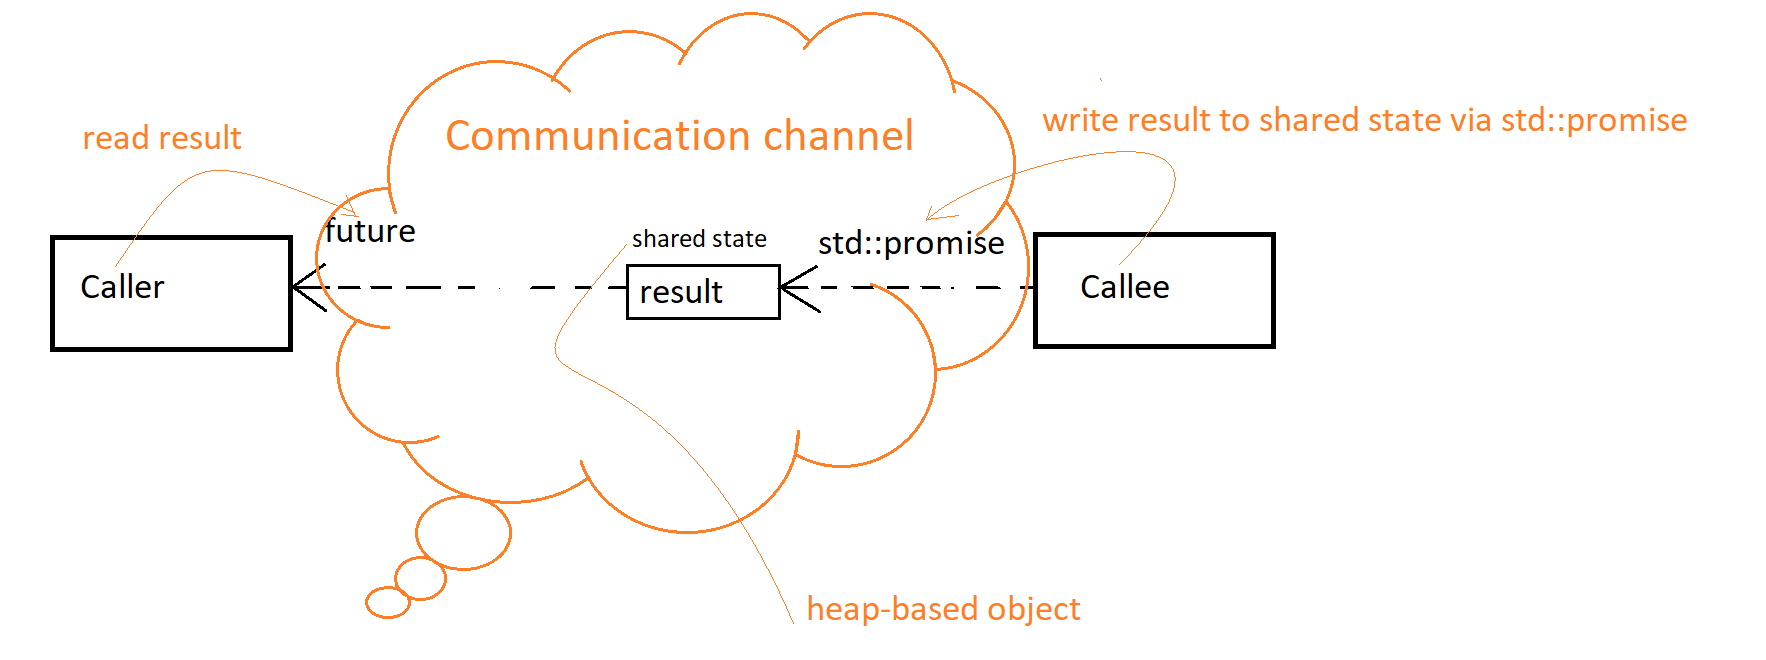 Communication channel
read result
write result to shared state via std::promise
future
shared state
std::promise
Caller
result
Callee
heap-based object